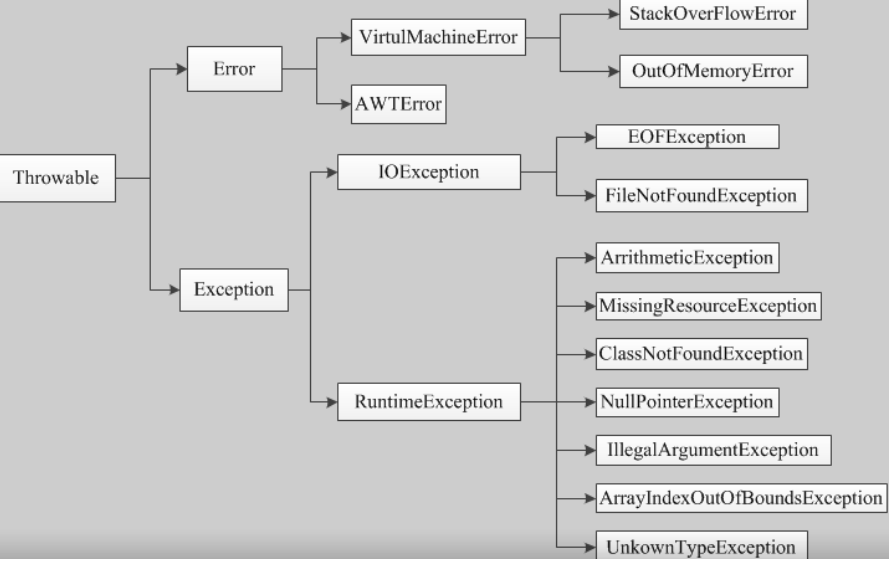 StackOverFlowError
VirtulMachineError
Error
OutOfMemoryError
AWTError
EOFException
Throwable
IOException
FileNotFoundException
ArrithmeticException
Exception
MissingResourceException
ClassNotFoundException
RuntimeException
NullPointerException
IllegalArgumentException
ArrayIndexOutOfBoundsException
UnkownTypeException